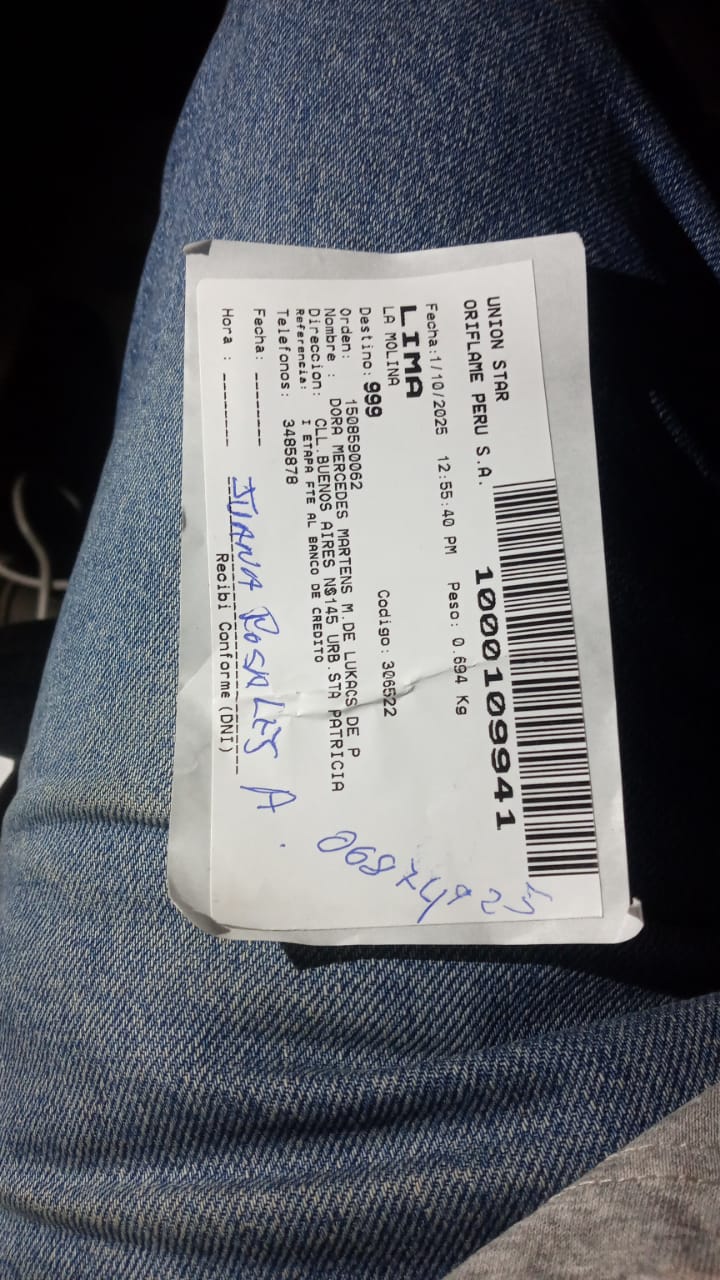 UNION STAR
ORIFLAME PERU S.A.
1000109941
Fecha:1/10/2025 12:55:40 PM Peso: 0.694 Kg
LIMA
LA MOLINA
Destino: 999 Codigo: 306522
Orden: 1508590062
Nombre : DORA MERCEDES MARTENS M.DE LUKACS DE P
Direccion: CLL.BUENOS AIRES N$145 URB.STA PATRICIA
Referencia: I ETAPA FTE AL BANCO DE CREDITO
Telefonos: 3485878
Fecha: -------
Hora : -------
JUANA ROSALES A.
Recibi Conforme (DNI)